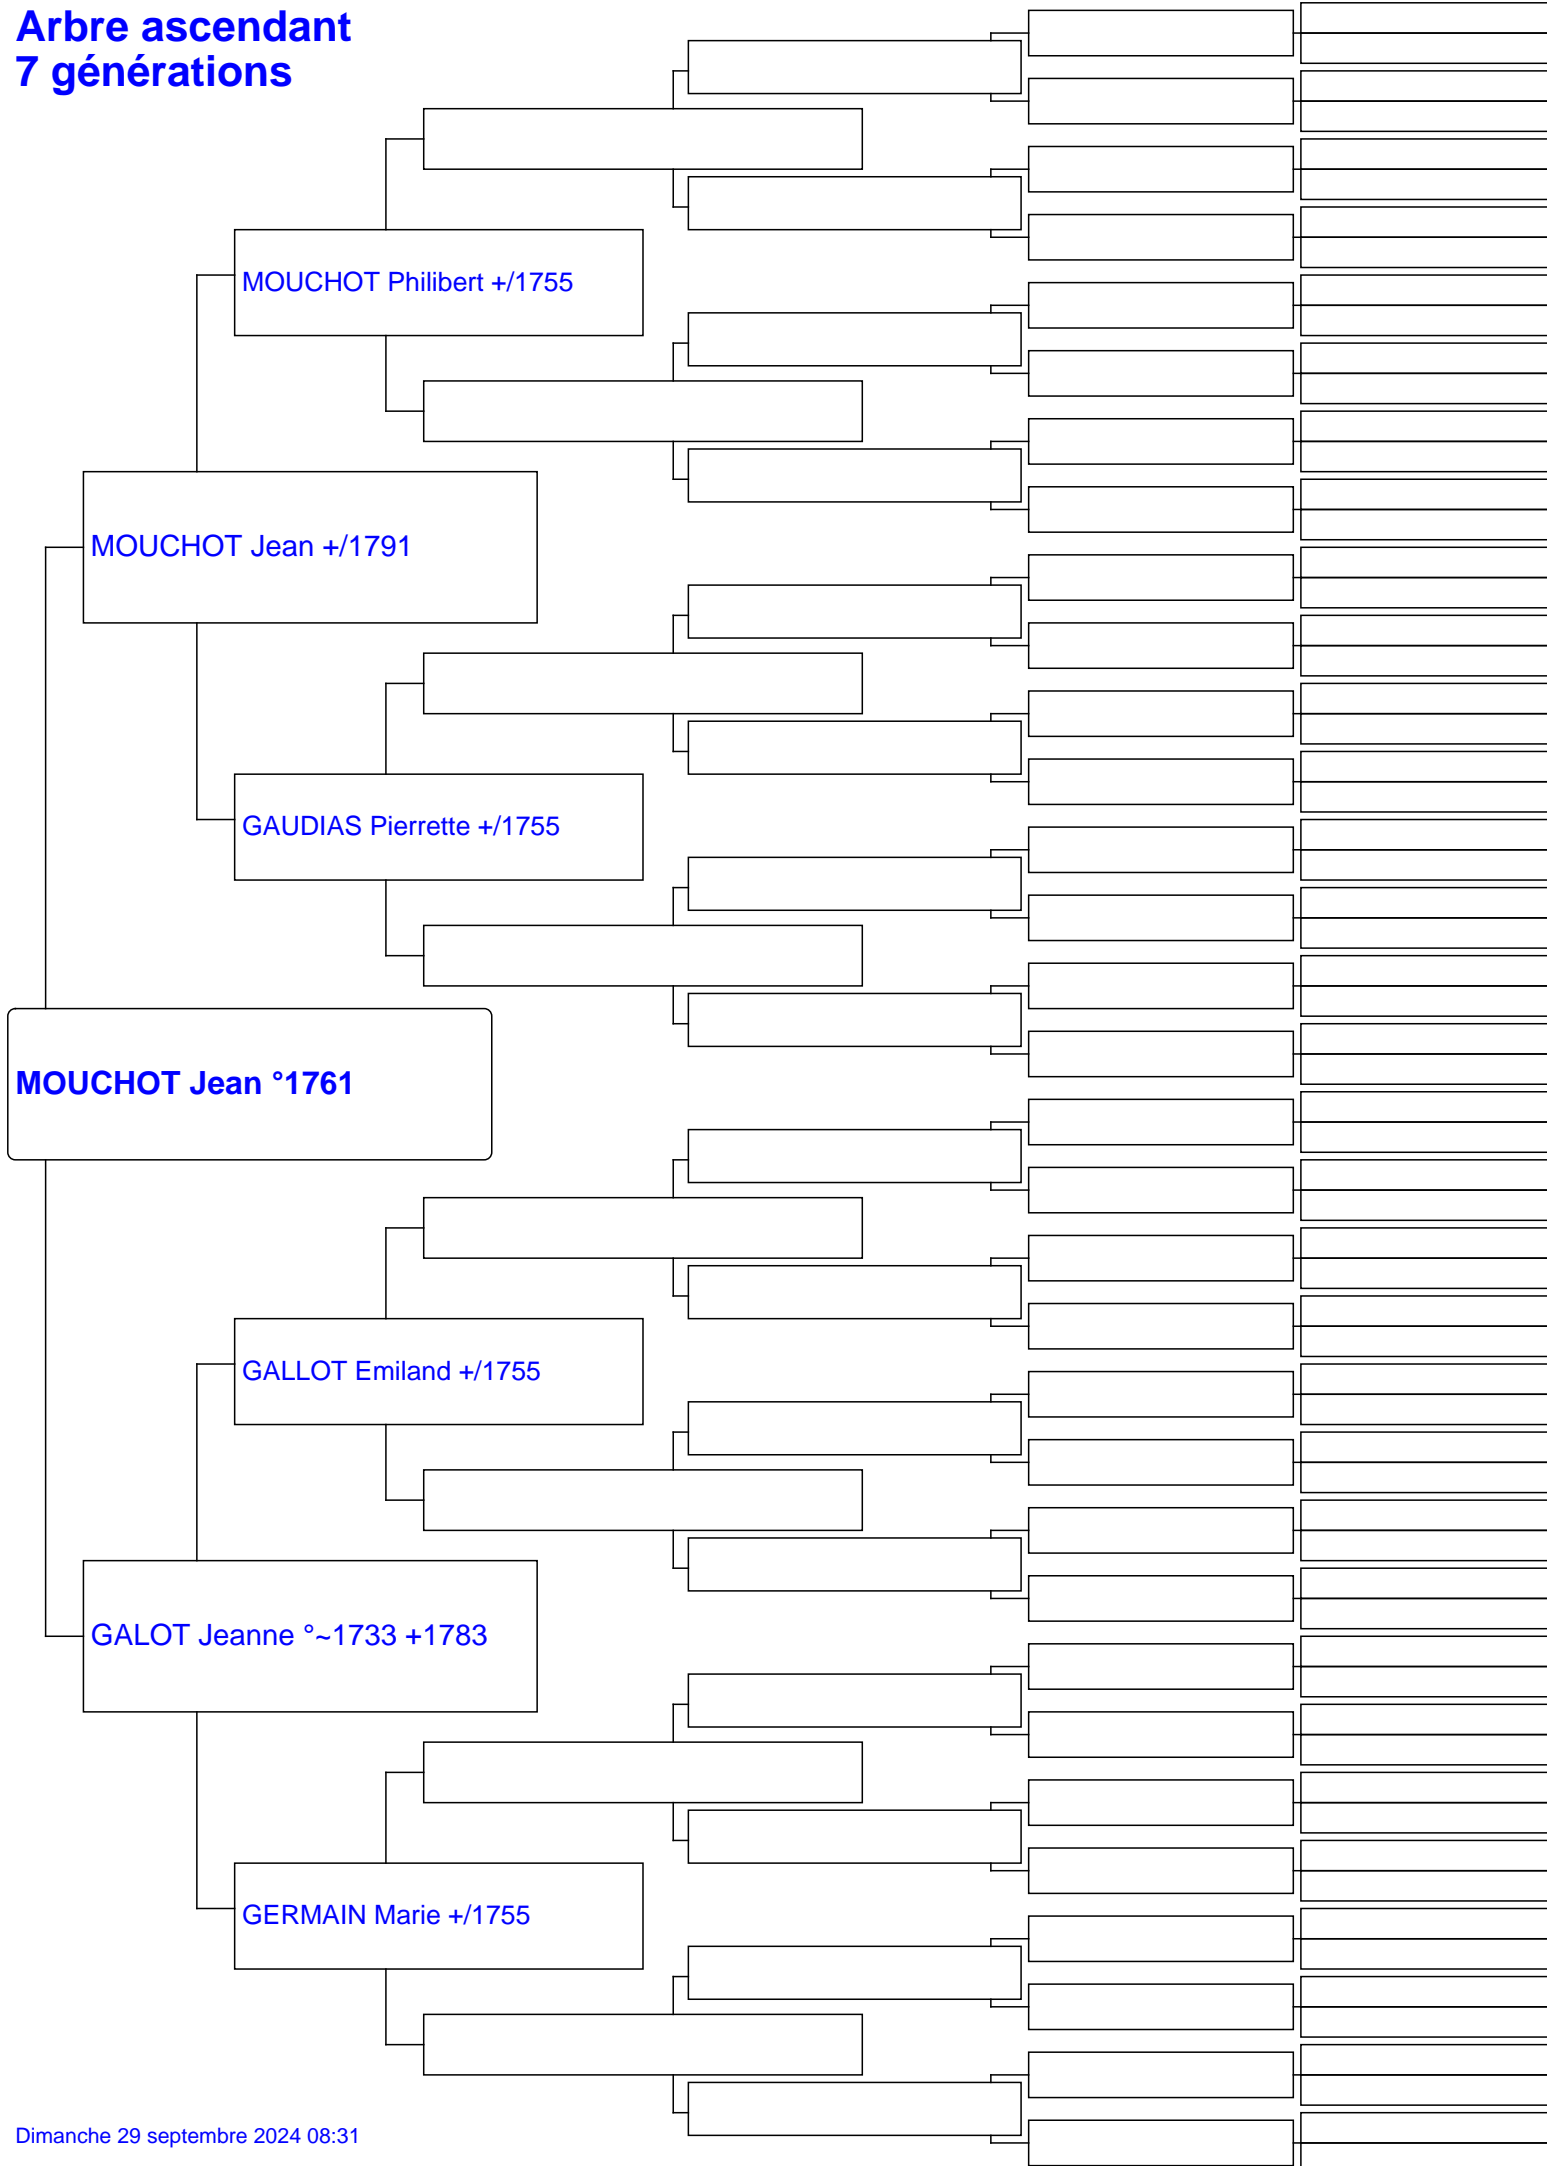 Arbre ascendant
7 générations
MOUCHOT Philibert +/1755
MOUCHOT Jean +/1791
GAUDIAS Pierrette +/1755
MOUCHOT Jean °1761
GALLOT Emiland +/1755
GALOT Jeanne °~1733 +1783
GERMAIN Marie +/1755
Dimanche 29 septembre 2024 08:31